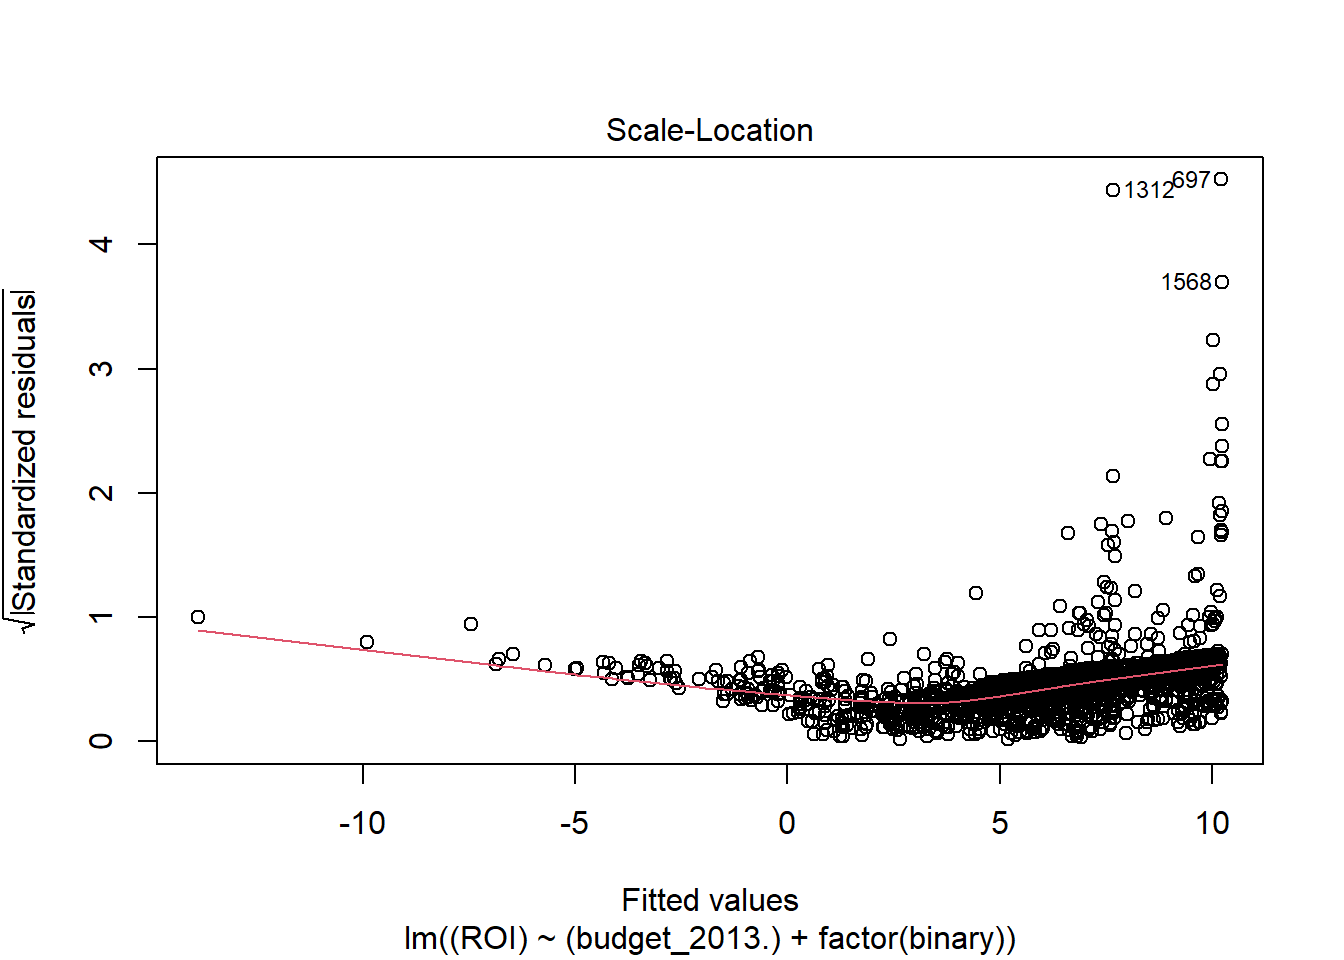 Scale-Location
√|Standardized residuals|
4
3
2
1
0
1312
697
1568
-10 -5 0 5 10
Fitted values
lm((ROI) ~ (budget_2013.) + factor(binary))